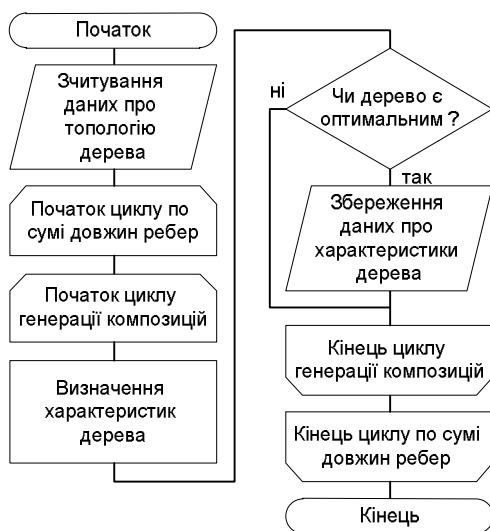 Початок
Зчитування
даних про
топологію
дерева
Початок циклу по
сумі довжин ребер
Початок циклу
генерації композицій
Визначення
характеристик
дерева
Чи дерево є
оптимальним ?
ні
так
Збереження
даних про
характеристики
дерева
Кінець циклу
генерації композицій
Кінець циклу по сумі
довжин ребер
Кінець